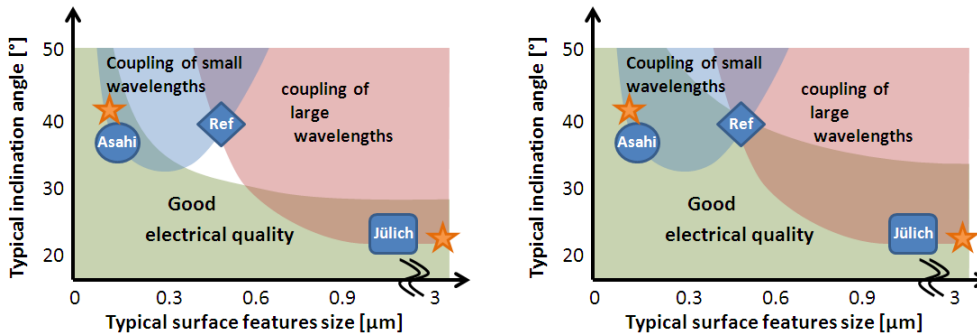 Typical inclination angle [°]
50
40
30
20
Coupling of small
wavelengths
coupling of
large
wavelengths
Asahi
Ref
Good
electrical quality
Jülich
0
0.3
0.6
0.9
3
Typical surface features size [µm]
Typical inclination angle [°]
50
40
30
20
Coupling of small
wavelengths
coupling of
large
wavelengths
Asahi
Ref
Good
electrical quality
Jülich
0
0.3
0.6
0.9
3
Typical surface features size [µm]